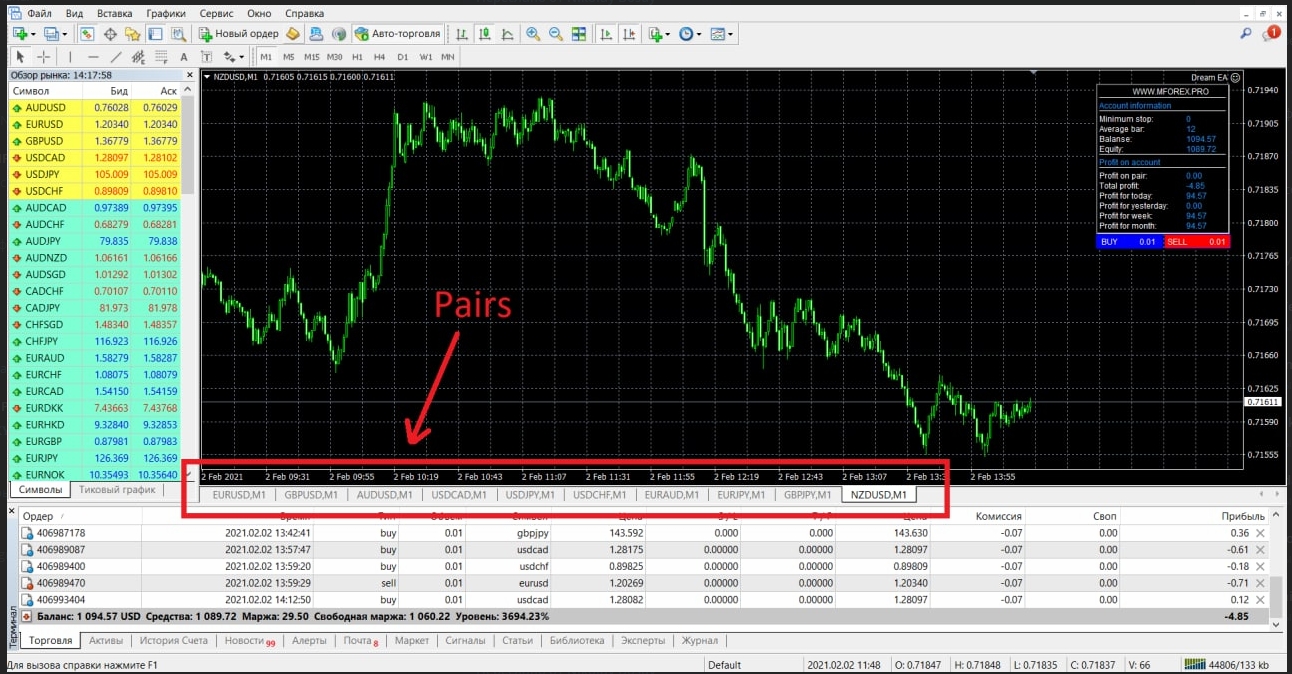 Файл Вид Вставка Графики Сервис Окно Справка
Новый ордер Авто-торговля 1
A T M1 M5 M15 M30 H1 H4 D1 W1 MN
Обзор рынка: 14:17:58
Символ Бид Аск
AUDUSD 0.76028 0.76029
EURUSD 1.20340 1.20340
GBPUSD 1.36779 1.36779
USDCAD 1.28097 1.28102
USDJPY 105.009 105.009
USDCHF 0.89809 0.89810
AUDCAD 0.97389 0.97395
AUDCHF 0.68279 0.68281
AUDJPY 79.835 79.838
AUDNZD 1.06161 1.06166
AUDSGD 1.01292 1.01302
CADCHF 0.70107 0.70110
CADJPY 81.973 81.978
CHFSGD 1.48340 1.48357
CHFJPY 116.923 116.926
EURAUD 1.58279 1.58287
EURCHF 1.08075 1.08079
EURCAD 1.54150 1.54159
EURDKK 7.43663 7.43768
EURHKD 9.32840 9.32853
EURGBP 0.87981 0.87983
EURJPY 126.369 126.369
EURNOK 10.35493 10.35640
Символы Тиковый график
NZDUSD,M1 0.71605 0.71615 0.71600 0.71611
Dream EA
WWW.MFOREX.PRO
Account information
Minimum stop: 0
Average bar: 12
Balanse: 1094.57
Equity: 1089.72
Profit on account
Profit on pair: 0.00
Total profit: -4.85
Profit for today: 94.57
Profit for yesterday: 0.00
Profit for week: 94.57
Profit for month: 94.57
BUY 0.01 SELL 0.01
0.71940
0.71905
0.71870
0.71835
0.71800
0.71765
0.71730
0.71695
0.71660
0.71625
0.71611
0.71590
0.71555
Pairs
2 Feb 2021 2 Feb 09:31 2 Feb 09:55 2 Feb 10:19 2 Feb 10:43 2 Feb 11:07 2 Feb 11:31 2 Feb 11:55 2 Feb 12:19 2 Feb 12:43 2 Feb 13:07 2 Feb 13:3 2 Feb 13:55
EURUSD,M1 GBPUSD,M1 AUDUSD,M1 USDCAD,M1 USDJPY,M1 USDCHF,M1 EURAUD,M1 EURJPY,M1 GBPJPY,M1 NZDUSD,M1
Ордер Время Тип Объем Символ Цена S / L T / P Цена Комиссия Своп Прибыль
406987178 2021.02.02 13:42:41 buy 0.01 gbpjpy 143.592 0.000 0.000 143.630 -0.07 0.00 0.36
406989087 2021.02.02 13:57:47 buy 0.01 usdcad 1.28175 0.00000 0.00000 1.28097 -0.07 0.00 -0.61
406989400 2021.02.02 13:59:20 buy 0.01 usdchf 0.89825 0.00000 0.00000 0.89809 -0.07 0.00 -0.18
406989470 2021.02.02 13:59:29 sell 0.01 eurusd 1.20269 0.00000 0.00000 1.20340 -0.07 0.00 -0.71
406993404 2021.02.02 14:12:50 buy 0.01 usdcad 1.28082 0.00000 0.00000 1.28097 -0.07 0.00 0.12
Баланс: 1 094.57 USD Средства: 1 089.72 Маржа: 29.50 Свободная маржа: 1 060.22 Уровень: 3694.23% -4.85
Терминал
Торговля Активы История Счета Новости 99 Алерты Почта 8 Маркет Сигналы Статьи Библиотека Эксперты Журнал
Для вызова справки нажмите F1 Default 2021.02.02 11:48 O: 0.71847 H: 0.71848 L: 0.71835 C: 0.71837 V: 66 44806/133 kb